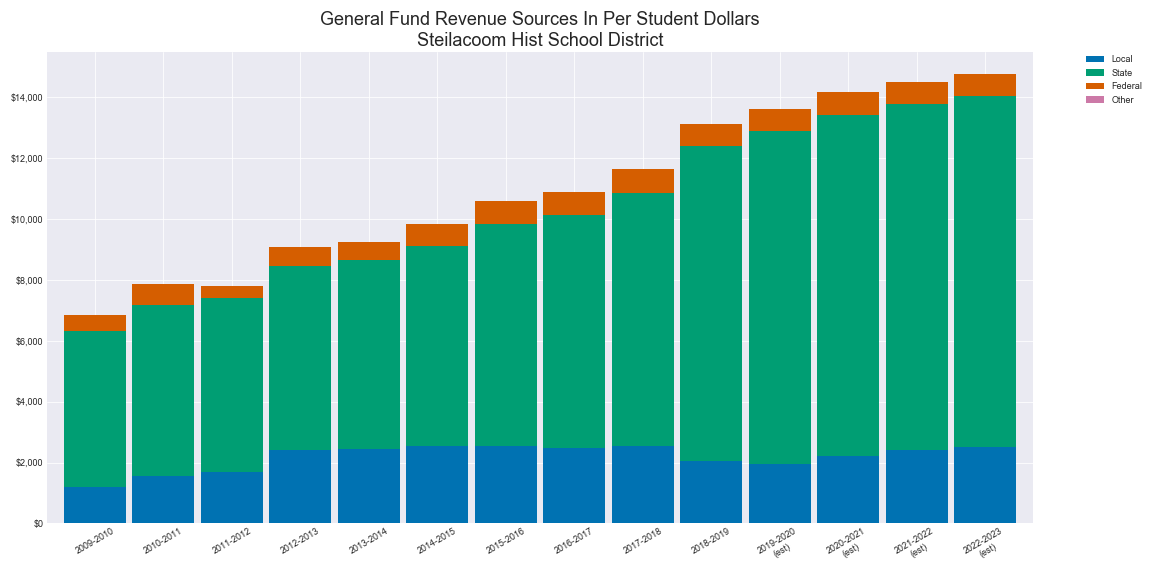 General Fund Revenue Sources In Per Student Dollars
Steilacoom Hist School District
Local
State
Federal
Other
$14,000
$12,000
$10,000
$8,000
$6,000
$4,000
$2,000
$0
2009-2010
2010-2011
2011-2012
2012-2013
2013-2014
2014-2015
2015-2016
2016-2017
2017-2018
2018-2019
2019-2020
(est)
2020-2021
(est)
2021-2022
(est)
2022-2023
(est)